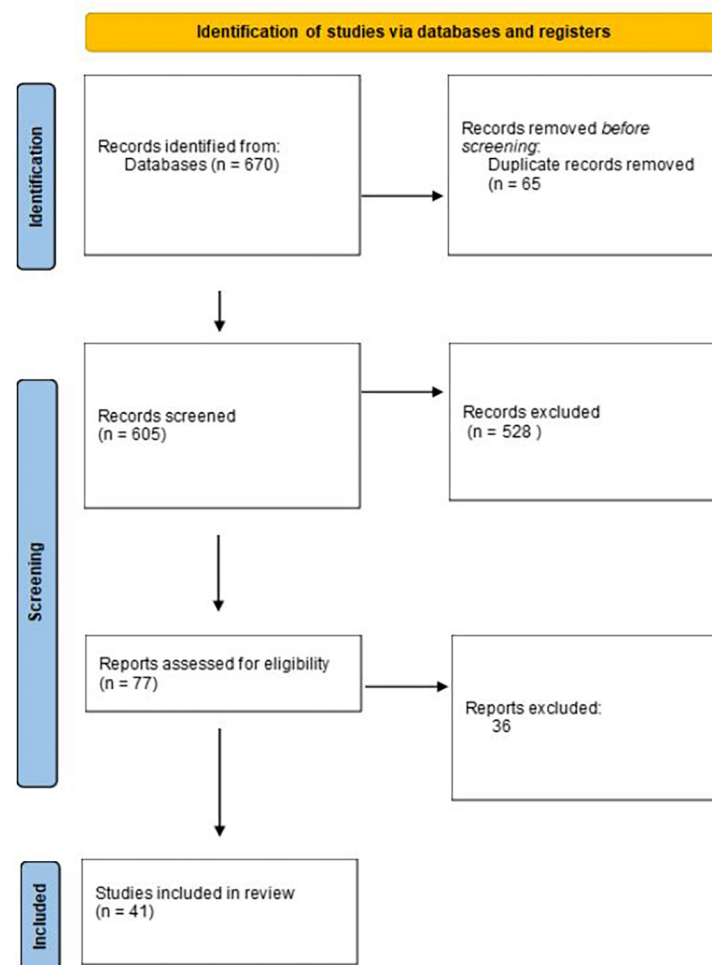 Identification of studies via databases and registers
Identification
Records identified from:
Databases (n = 670)
Records removed before
screening:
Duplicate records removed
(n = 65
Screening
Records screened
(n = 605)
Records excluded
(n = 528 )
Reports assessed for eligibility
(n = 77)
Reports excluded:
36
Included
Studies included in review
(n = 41)